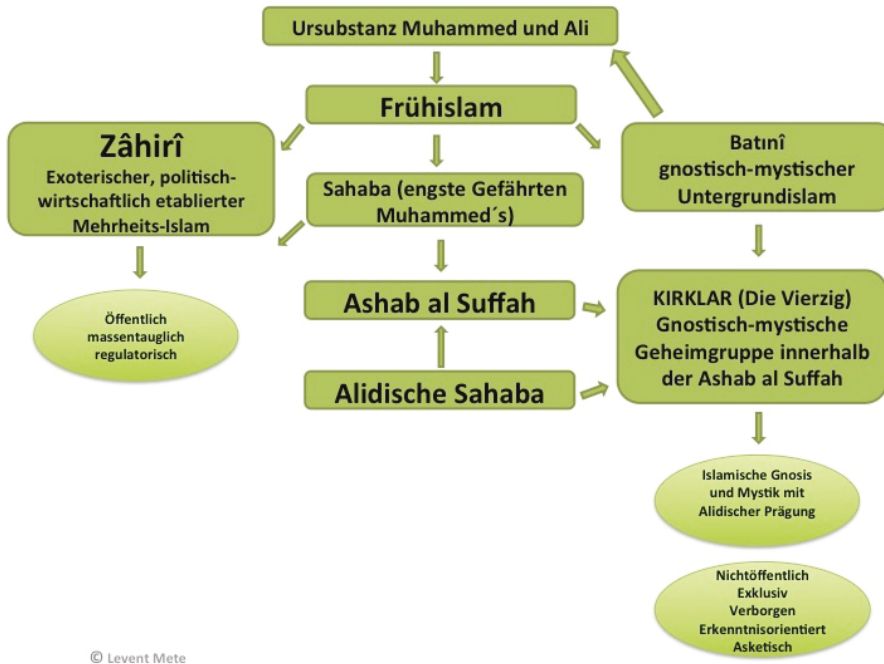 Ursubstanz Muhammed und Ali
Frühislam
Zâhirî
Exoterischer, politisch-
wirtschaftlich etablierter
Mehrheits-Islam
Sahaba (engste Gefährten
Muhammed´s)
Batınî
gnostisch-mystischer
Untergrundislam
Öffentlich
massentauglich
regulatorisch
Ashab al Suffah
Alidische Sahaba
KIRKLAR (Die Vierzig)
Gnostisch-mystische
Geheimgruppe innerhalb
der Ashab al Suffah
Islamische Gnosis
und Mystik mit
Alidischer Prägung
Nichtöffentlich
Exklusiv
Verborgen
Erkenntnisorientiert
Asketisch
© Levent Mete